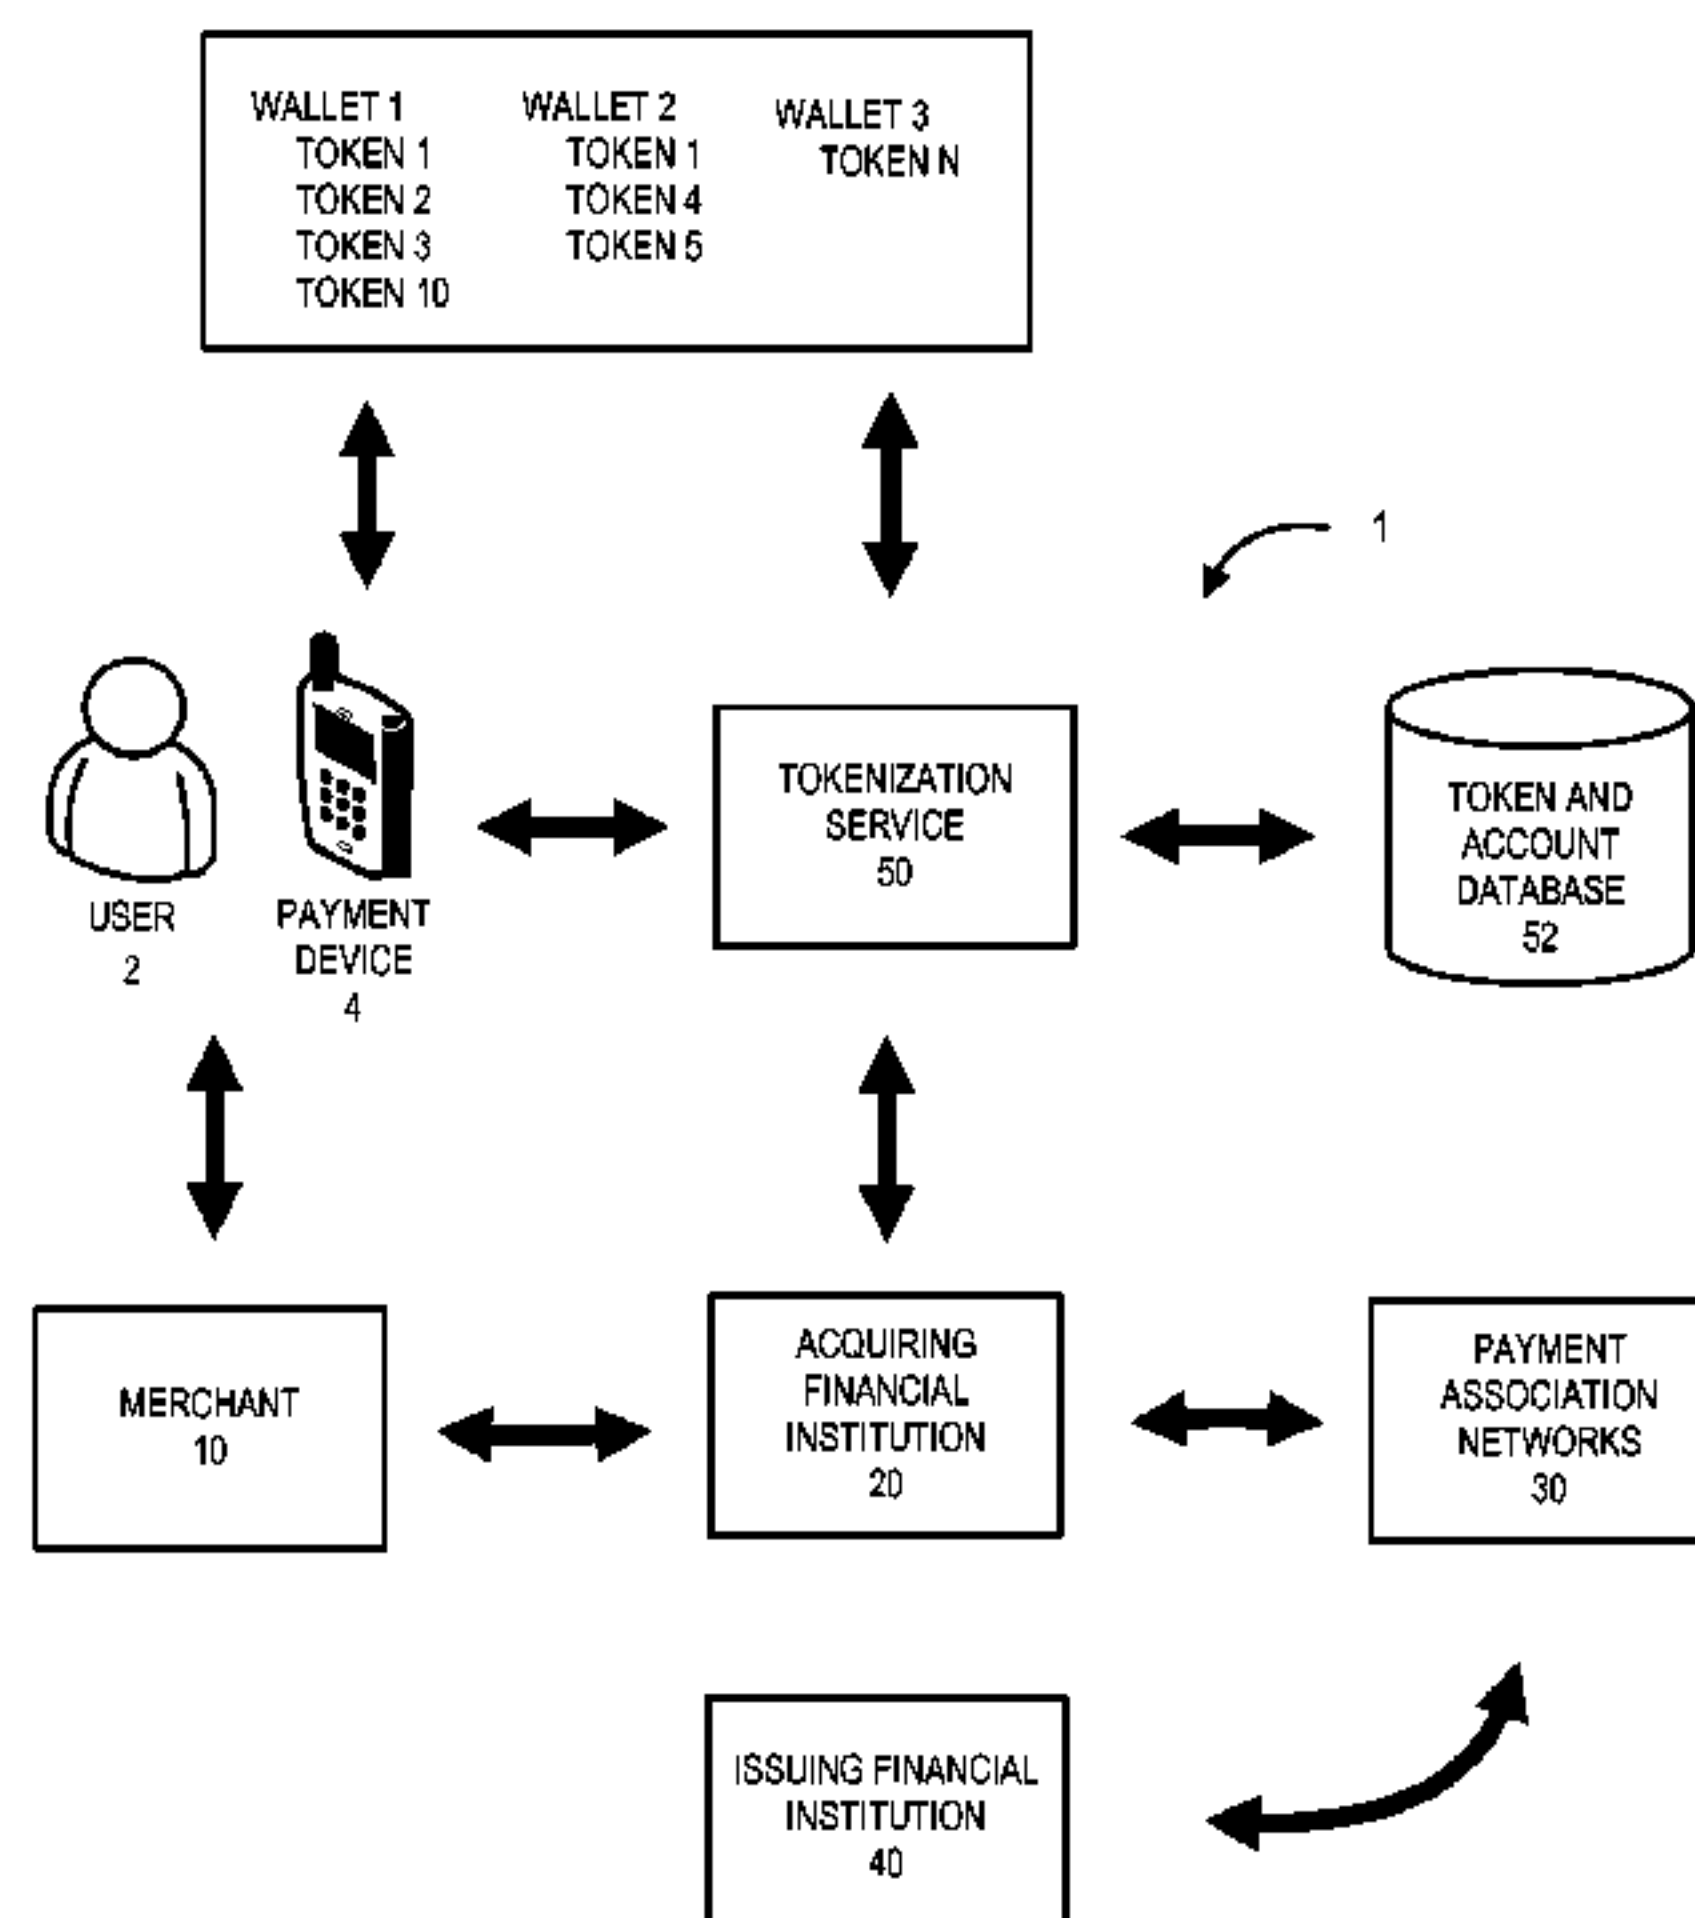 WALLET 1
TOKEN 1
TOKEN 2
TOKEN 3
TOKEN 10
WALLET 2
TOKEN 1
TOKEN 4
TOKEN 5
WALLET 3
TOKEN N
1
USER
2
PAYMENT
DEVICE
4
TOKENIZATION
SERVICE
50
TOKEN AND
ACCOUNT
DATABASE
52
MERCHANT
10
ACQUIRING
FINANCIAL
INSTITUTION
20
PAYMENT
ASSOCIATION
NETWORKS
30
ISSUING FINANCIAL
INSTITUTION
40